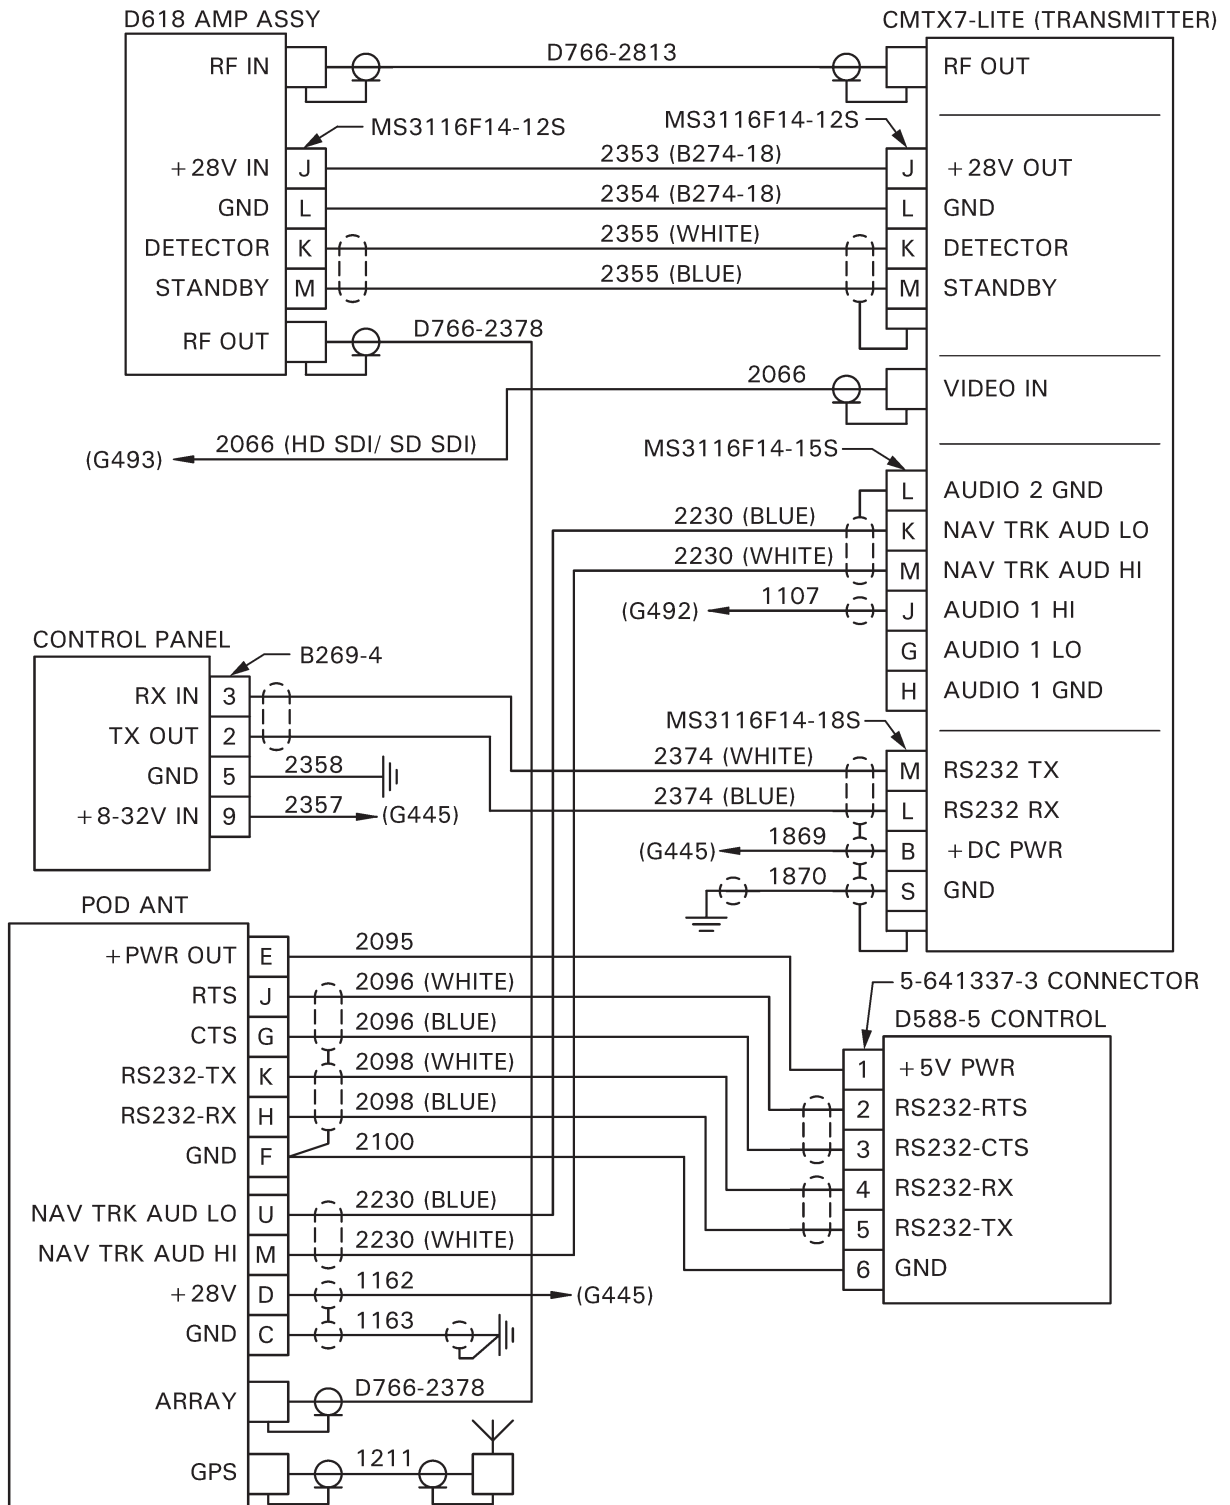 D618 AMP ASSY
CMTX7-LITE (TRANSMITTER)
RF IN
D766-2813
RF OUT
MS3116F14-12S
MS3116F14-12S
+28V IN J 2353 (B274-18) J +28V OUT
GND L 2354 (B274-18) L GND
DETECTOR K 2355 (WHITE) K DETECTOR
STANDBY M 2355 (BLUE) M STANDBY
RF OUT D766-2378
2066 VIDEO IN
(G493) 2066 (HD SDI/ SD SDI)
MS3116F14-15S
L AUDIO 2 GND
2230 (BLUE) K NAV TRK AUD LO
2230 (WHITE) M NAV TRK AUD HI
(G492) 1107 J AUDIO 1 HI
G AUDIO 1 LO
H AUDIO 1 GND
CONTROL PANEL
B269-4
RX IN 3
TX OUT 2
GND 5 2358
+8-32V IN 9 2357 (G445)
MS3116F14-18S
2374 (WHITE) M RS232 TX
2374 (BLUE) L RS232 RX
(G445) 1869 B +DC PWR
1870 S GND
POD ANT
+PWR OUT E 2095
RTS J 2096 (WHITE)
CTS G 2096 (BLUE)
RS232-TX K 2098 (WHITE)
RS232-RX H 2098 (BLUE)
GND F 2100
NAV TRK AUD LO U 2230 (BLUE)
NAV TRK AUD HI M 2230 (WHITE)
+28V D 1162 (G445)
GND C 1163
ARRAY D766-2378
GPS 1211
5-641337-3 CONNECTOR
D588-5 CONTROL
1 +5V PWR
2 RS232-RTS
3 RS232-CTS
4 RS232-RX
5 RS232-TX
6 GND